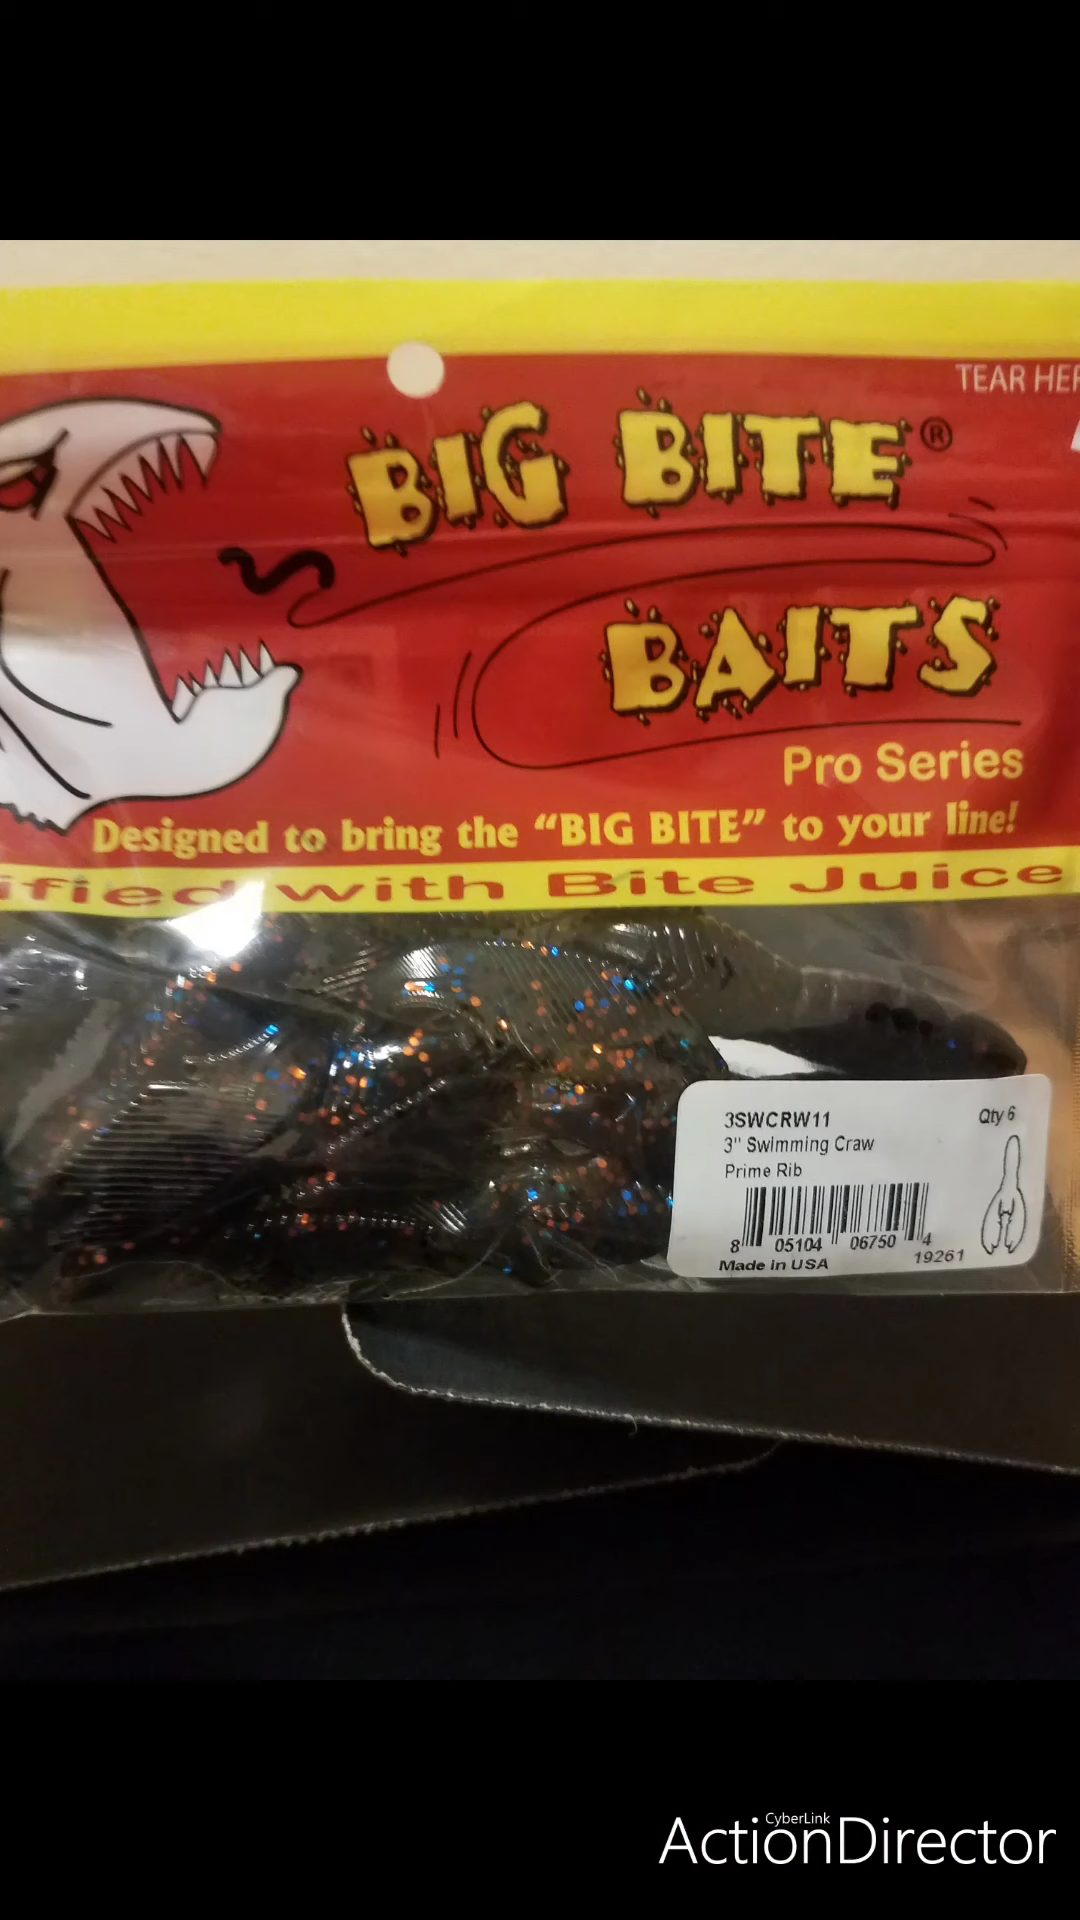 TEAR HER
BIG BITE®
BAITS
Pro Series
Designed to bring the “BIG BITE” to your line!
ified with Bite Juice
3SWCRW11
Qty 6
3" Swimming Craw
Prime Rib
8 05104 06750 4
19261
Made in USA
CyberLink
ActionDirector